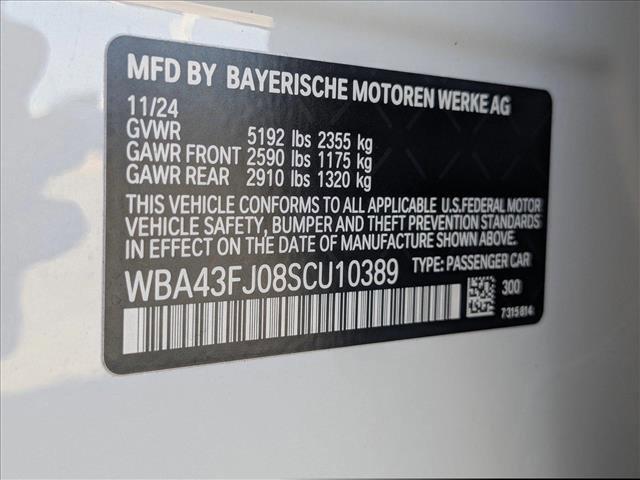 MFD BY BAYERISCHE MOTOREN WERKE AG
11/24
GVWR 5192 lbs 2355 kg
GAWR FRONT 2590 lbs 1175 kg
GAWR REAR 2910 lbs 1320 kg
THIS VEHICLE CONFORMS TO ALL APPLICABLE U.S.FEDERAL MOTOR
VEHICLE SAFETY, BUMPER AND THEFT PREVENTION STANDARDS
IN EFFECT ON THE DATE OF MANUFACTURE SHOWN ABOVE.
WBA43FJ08SCU10389 TYPE: PASSENGER CAR
300
7315814